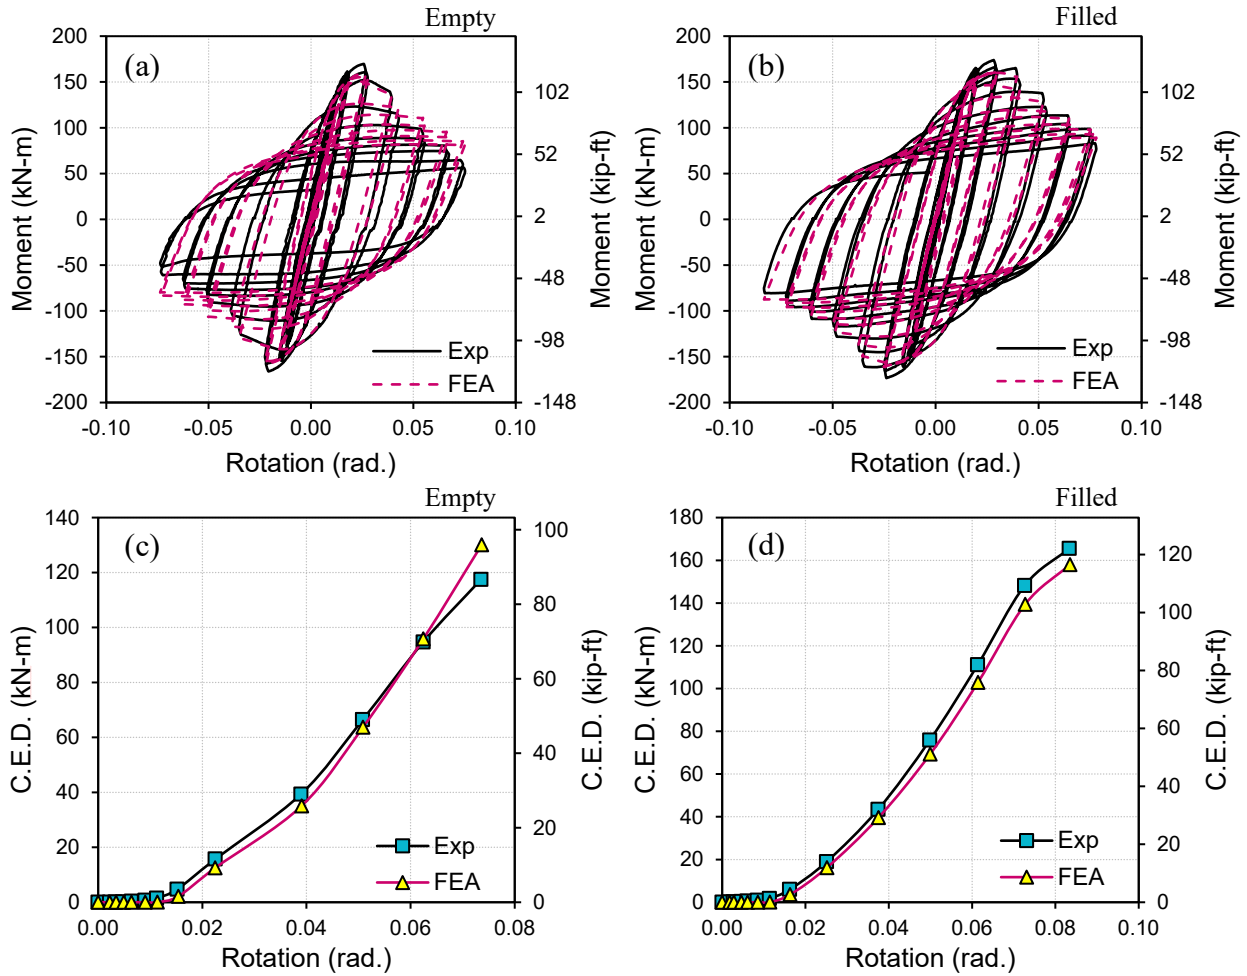 Empty
(a)
200
150
100
50
0
-50
-100
-150
-200
102
52
2
-48
-98
-148
-0.10 -0.05 0.00 0.05 0.10
Moment (kN-m)
Moment (kip-ft)
Rotation (rad.)
Exp
FEA
Filled
(b)
200
150
100
50
0
-50
-100
-150
-200
102
52
2
-48
-98
-148
-0.10 -0.05 0.00 0.05 0.10
Moment (kN-m)
Moment (kip-ft)
Rotation (rad.)
Exp
FEA
Empty
(c)
140
120
100
80
60
40
20
0
100
80
60
40
20
0
0.00 0.02 0.04 0.06 0.08
C.E.D. (kN-m)
C.E.D. (kip-ft)
Rotation (rad.)
Exp
FEA
Filled
(d)
180
160
140
120
100
80
60
40
20
0
120
100
80
60
40
20
0
0.00 0.02 0.04 0.06 0.08 0.10
C.E.D. (kN-m)
C.E.D. (kip-ft)
Rotation (rad.)
Exp
FEA